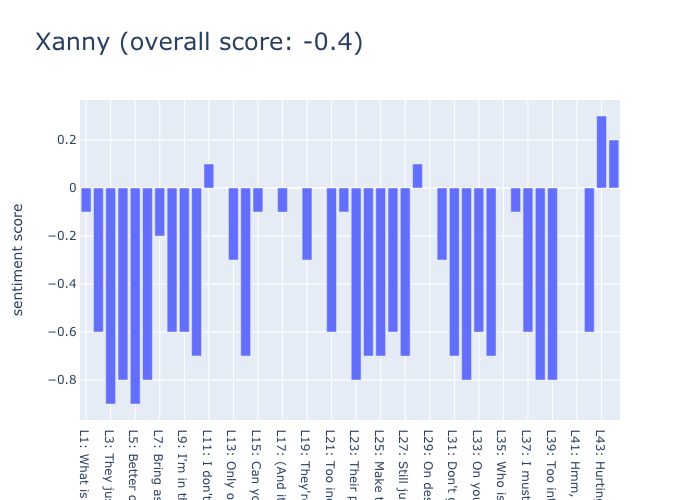 Xanny (overall score: -0.4)
sentiment score
0.2
0
−0.2
−0.4
−0.6
−0.8
L1: What is
L3: They ju
L5: Better o
L7: Bring as
L9: I'm in th
L11: I don't
L13: Only o
L15: Can yo
L17: (And it
L19: They're
L21: Too in
L23: Their p
L25: Make t
L27: Still ju
L29: On des
L31: Don't g
L33: On yo
L35: Who is
L37: I must
L39: Too in
L41: Hmm,
L43: Hurtin